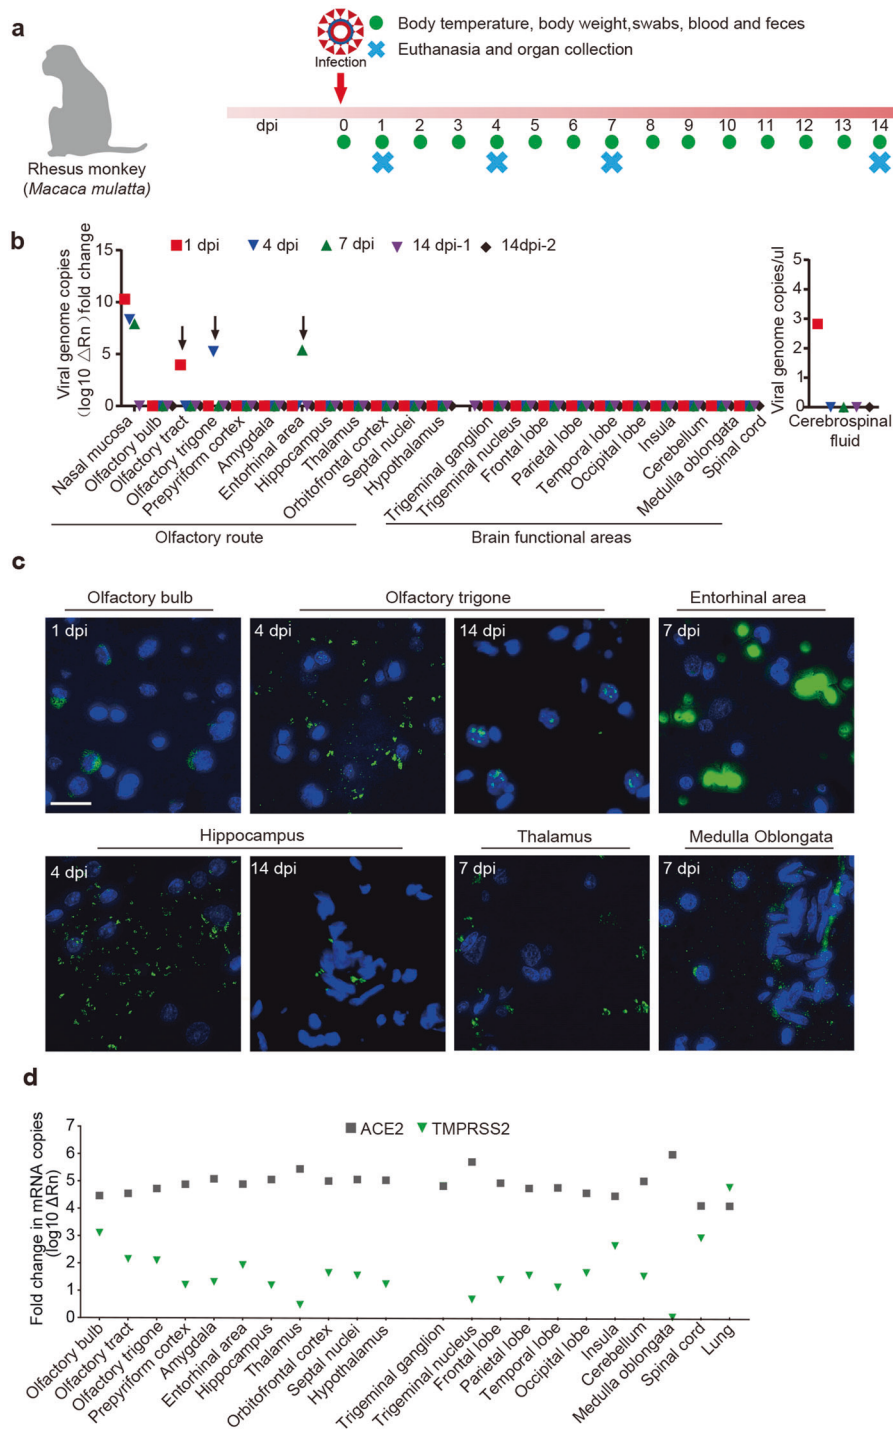 a
Body temperature, body weight,swabs, blood and feces
Euthanasia and organ collection
Infection
dpi
0 1 2 3 4 5 6 7 8 9 10 11 12 13 14
Rhesus monkey
(Macaca mulatta)
b
1 dpi 4 dpi 7 dpi 14 dpi-1 14dpi-2
Viral genome copies
(log10 △Rn) fold change
15
10
5
0
Nasal mucosa
Olfactory bulb
Olfactory tract
Olfactory trigone
Prepyriform cortex
Amygdala
Entorhinal area
Hippocampus
Thalamus
Orbitofrontal cortex
Septal nuclei
Hypothalamus
Trigeminal ganglion
Trigeminal nucleus
Frontal lobe
Parietal lobe
Temporal lobe
Occipital lobe
Insula
Cerebellum
Medulla oblongata
Spinal cord
Olfactory route
Brain functional areas
Viral genome copies/ul
5
4
3
2
1
0
Cerebrospinal
fluid
c
Olfactory bulb
Olfactory trigone
Entorhinal area
1 dpi
4 dpi
14 dpi
7 dpi
Hippocampus
Thalamus
Medulla Oblongata
4 dpi
14 dpi
7 dpi
7 dpi
d
ACE2 TMPRSS2
Fold change in mRNA copies
(log10 ΔRn)
7
6
5
4
3
2
1
0
Olfactory bulb
Olfactory tract
Olfactory trigone
Prepyriform cortex
Amygdala
Entorhinal area
Hippocampus
Thalamus
Orbitofrontal cortex
Septal nuclei
Hypothalamus
Trigeminal ganglion
Trigeminal nucleus
Frontal lobe
Parietal lobe
Temporal lobe
Occipital lobe
Insula
Cerebellum
Medulla oblongata
Spinal cord
Lung